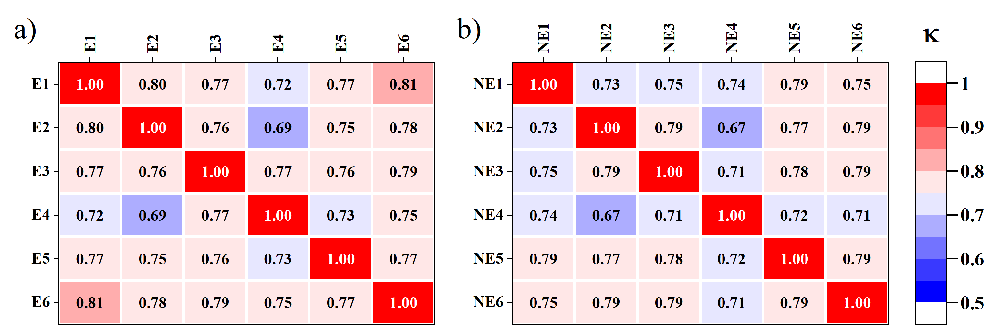 a)
E1 E2 E3 E4 E5 E6
E1 1.00 0.80 0.77 0.72 0.77 0.81
E2 0.80 1.00 0.76 0.69 0.75 0.78
E3 0.77 0.76 1.00 0.77 0.76 0.79
E4 0.72 0.69 0.77 1.00 0.73 0.75
E5 0.77 0.75 0.76 0.73 1.00 0.77
E6 0.81 0.78 0.79 0.75 0.77 1.00
b)
NE1 NE2 NE3 NE4 NE5 NE6
NE1 1.00 0.73 0.75 0.74 0.79 0.75
NE2 0.73 1.00 0.79 0.67 0.77 0.79
NE3 0.75 0.79 1.00 0.71 0.78 0.79
NE4 0.74 0.67 0.71 1.00 0.72 0.71
NE5 0.79 0.77 0.78 0.72 1.00 0.79
NE6 0.75 0.79 0.79 0.71 0.79 1.00
κ
1
0.9
0.8
0.7
0.6
0.5